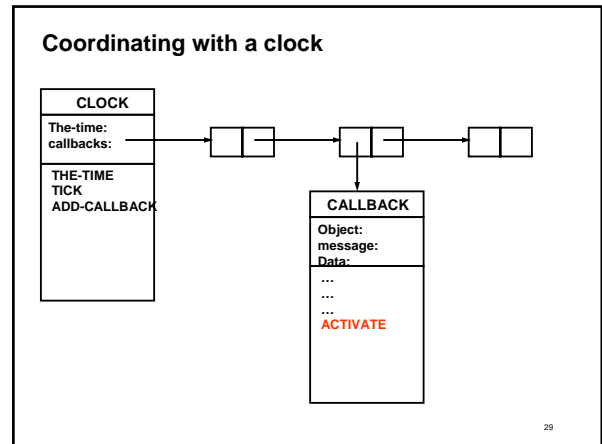 Coordinating with a clock
CLOCK
The-time:
callbacks:
THE-TIME
TICK
ADD-CALLBACK
CALLBACK
Object:
message:
Data:
...
...
...
ACTIVATE
29